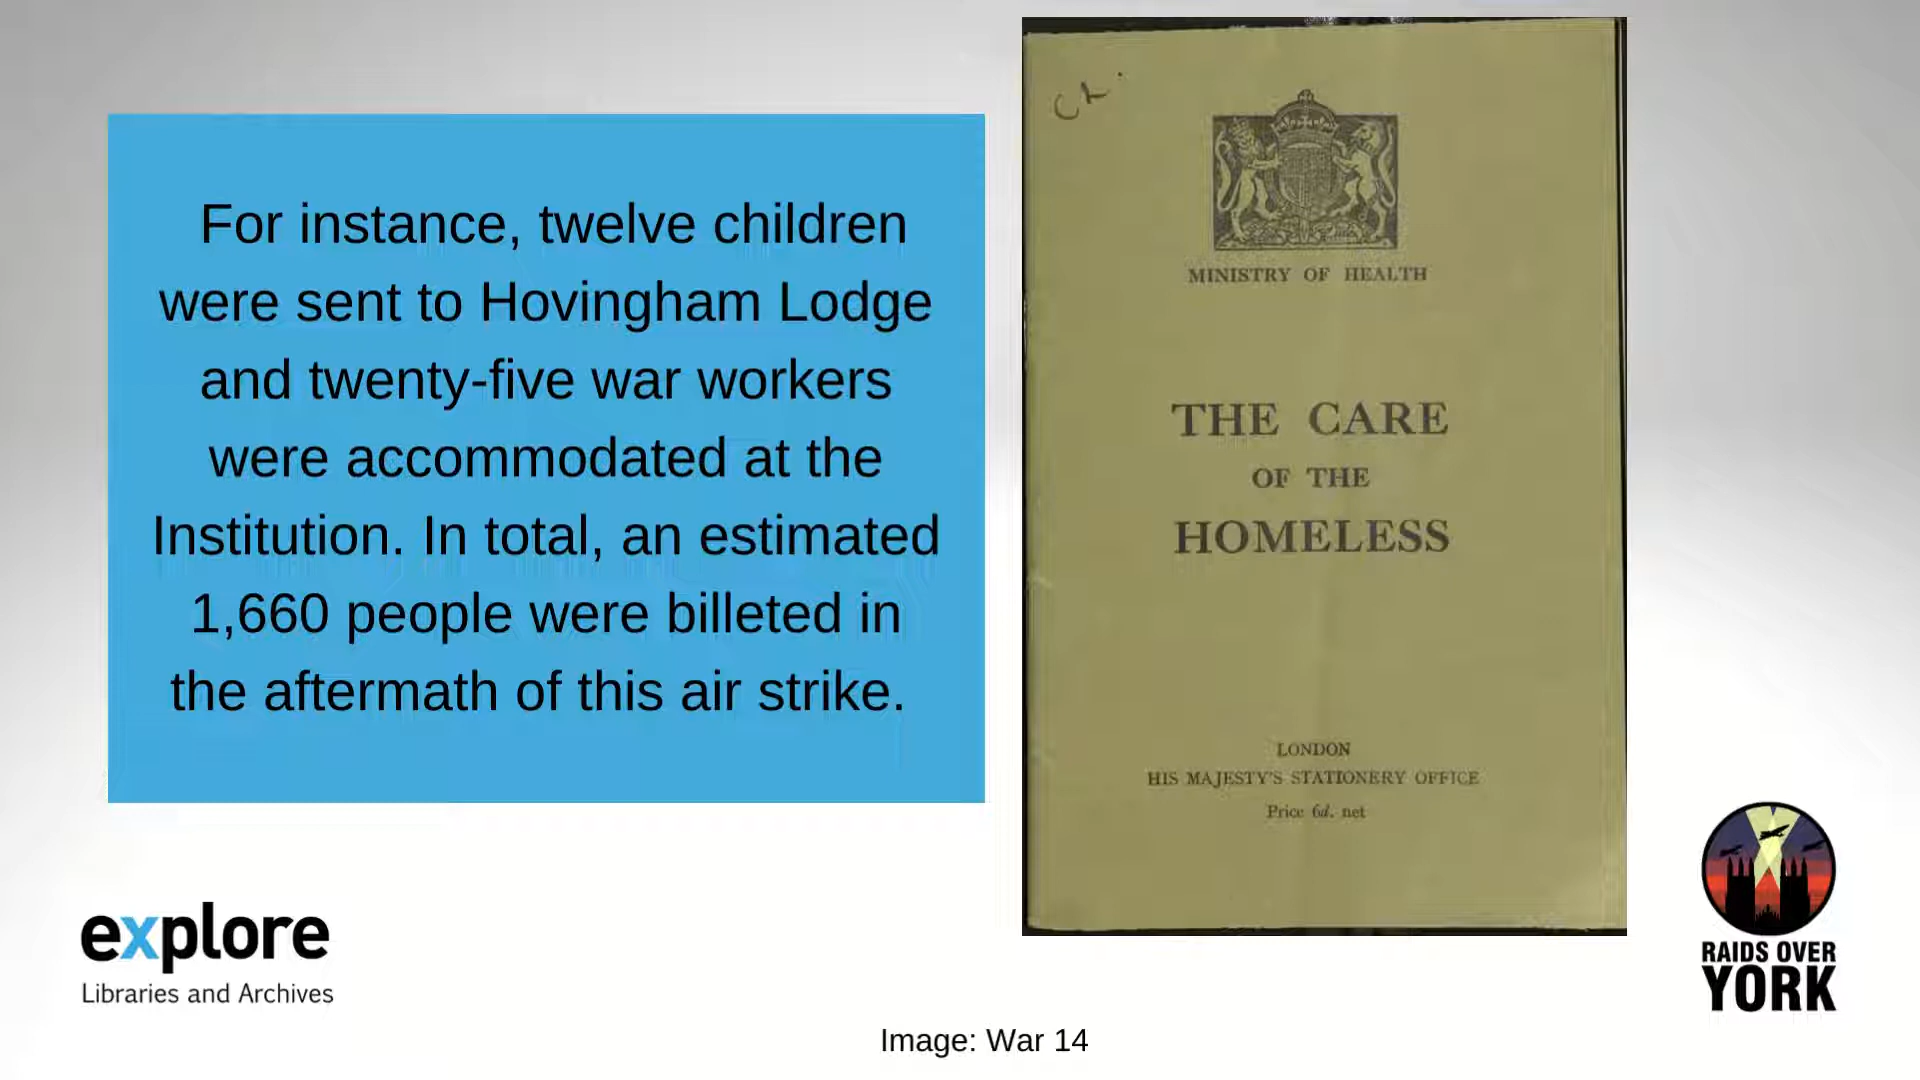 For instance, twelve children
were sent to Hovingham Lodge
and twenty-five war workers
were accommodated at the
Institution. In total, an estimated
1,660 people were billeted in
the aftermath of this air strike.
MINISTRY OF HEALTH
THE CARE
OF THE
HOMELESS
LONDON
HIS MAJESTY'S STATIONERY OFFICE
Price 6d. net
explore
Libraries and Archives
RAIDS OVER
YORK
Image: War 14